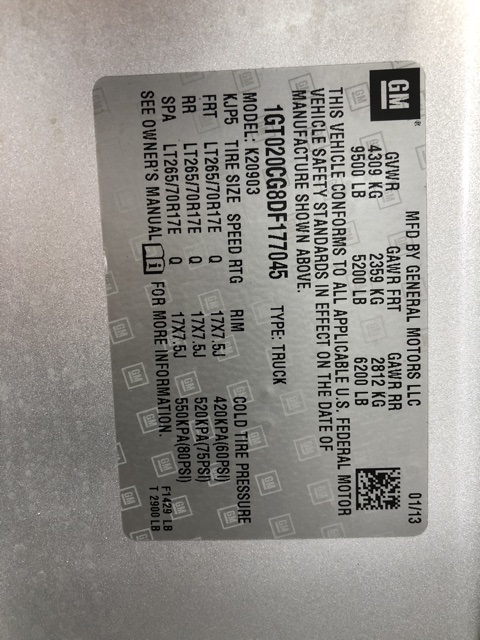 GM ® MFD BY GENERAL MOTORS LLC 01/13
GVWR GAWR FRT GAWR RR
4309 KG 2359 KG 2812 KG
9500 LB 5200 LB 6200 LB
THIS VEHICLE CONFORMS TO ALL APPLICABLE U.S. FEDERAL MOTOR
VEHICLE SAFETY STANDARDS IN EFFECT ON THE DATE OF
MANUFACTURE SHOWN ABOVE.
1GT020CG8DF177045 TYPE: TRUCK
MODEL: K20903
KJP5 TIRE SIZE SPEED RTG RIM COLD TIRE PRESSURE
FRT LT265/70R17E Q 17X7.5J 420KPA(60PSI)
RR LT265/70R17E Q 17X7.5J 520KPA(75PSI)
SPA LT265/70R17E Q 17X7.5J 550KPA(80PSI)
SEE OWNER'S MANUAL i FOR MORE INFORMATION.
F1429 LB
T 2900 LB